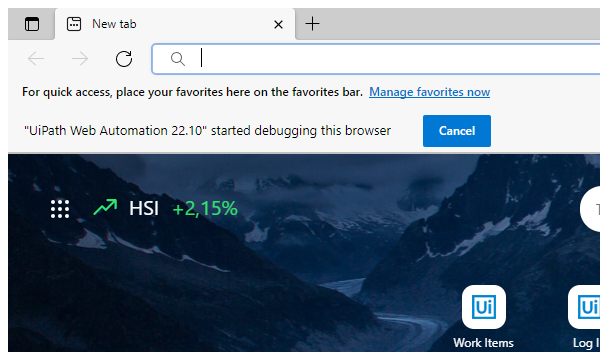 New tab
For quick access, place your favorites here on the favorites bar. Manage favorites now
"UiPath Web Automation 22.10" started debugging this browser
Cancel
HSI +2,15%
T
Ui
Ui
Work Items
Log I